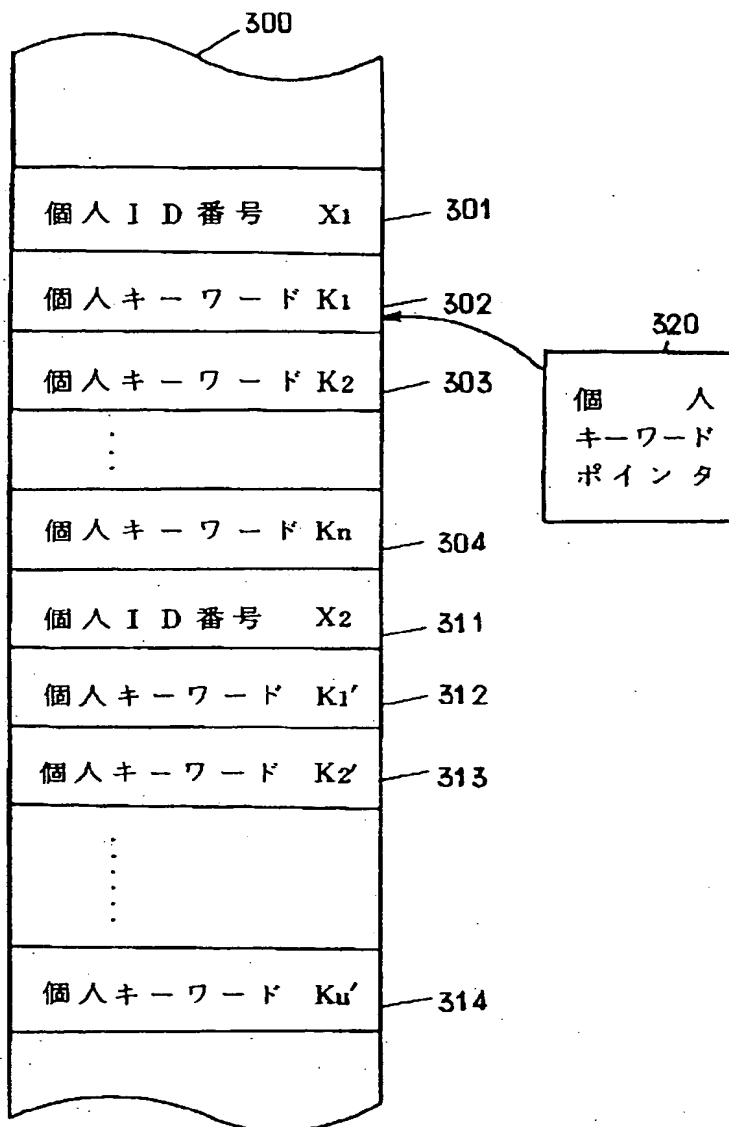 300
個人ID番号 X1
301
個人キーワード K1
302
320
個人キーワード K2
303
個人
キーワード
ポインタ
個人キーワード Kn
304
個人ID番号 X2
311
個人キーワード K1′
312
個人キーワード K2′
313
個人キーワード Ku′
314